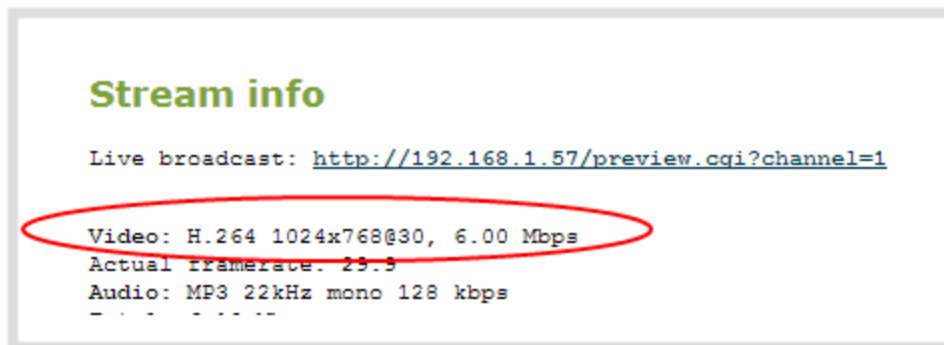 Stream info
Live broadcast: http://192.168.1.57/preview.cgi?channel=1
Video: H.264 1024x768@30, 6.00 Mbps
Actual framerate: 29.9
Audio: MP3 22kHz mono 128 kbps